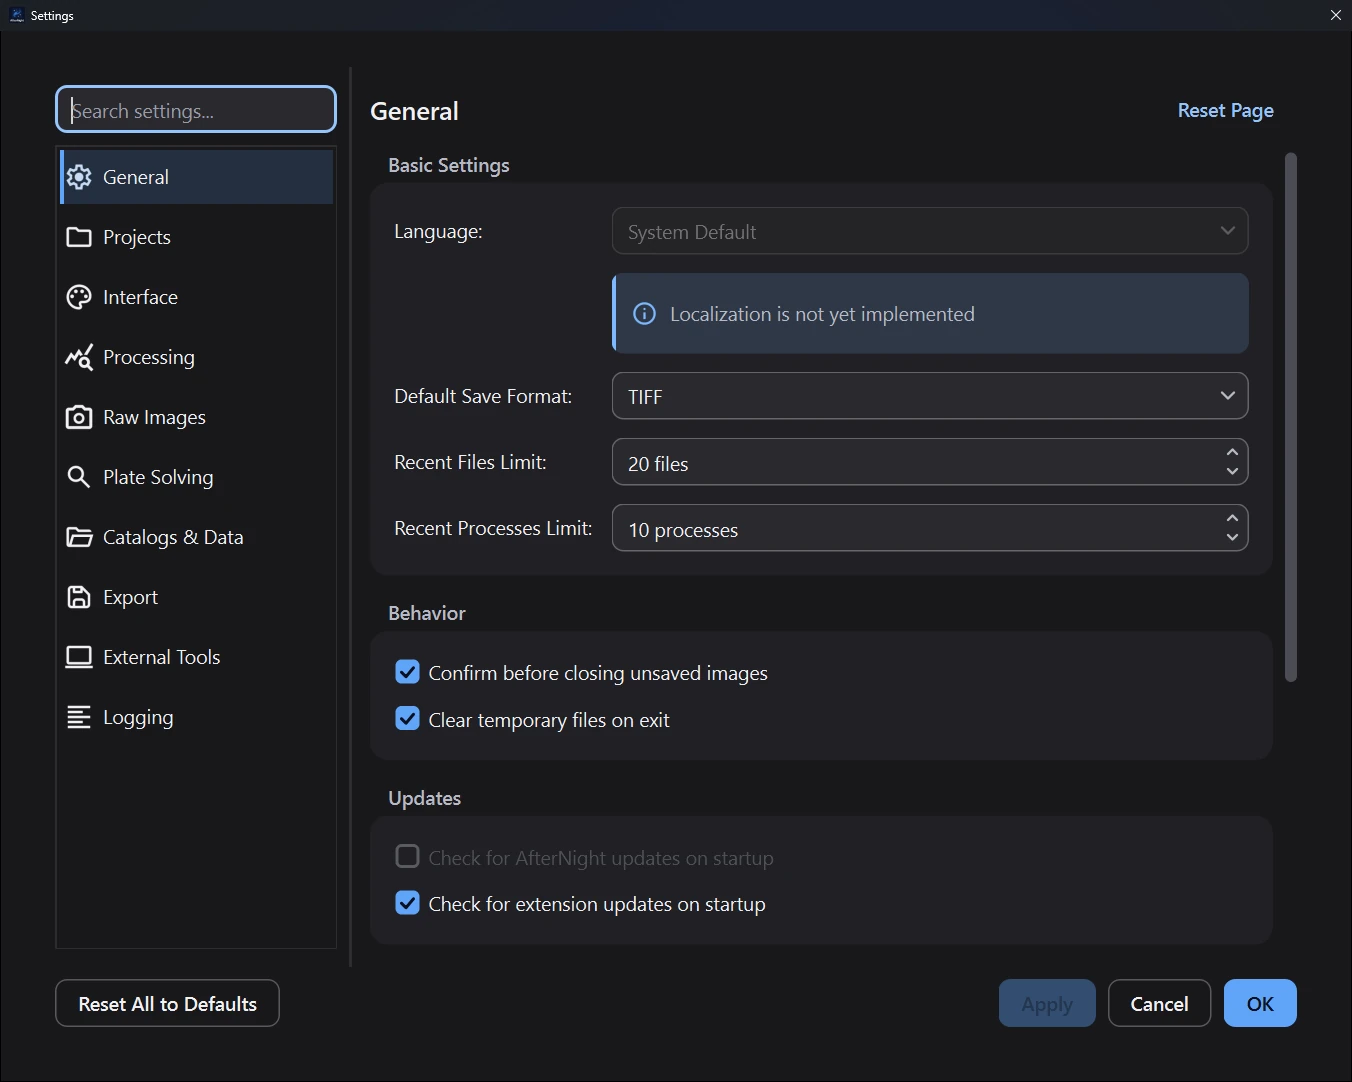 Settings
Search settings...
General
Projects
Interface
Processing
Raw Images
Plate Solving
Catalogs & Data
Export
External Tools
Logging
General
Reset Page
Basic Settings
Language:
System Default
Localization is not yet implemented
Default Save Format:
TIFF
Recent Files Limit:
20 files
Recent Processes Limit:
10 processes
Behavior
Confirm before closing unsaved images
Clear temporary files on exit
Updates
Check for AfterNight updates on startup
Check for extension updates on startup
Reset All to Defaults
Apply
Cancel
OK